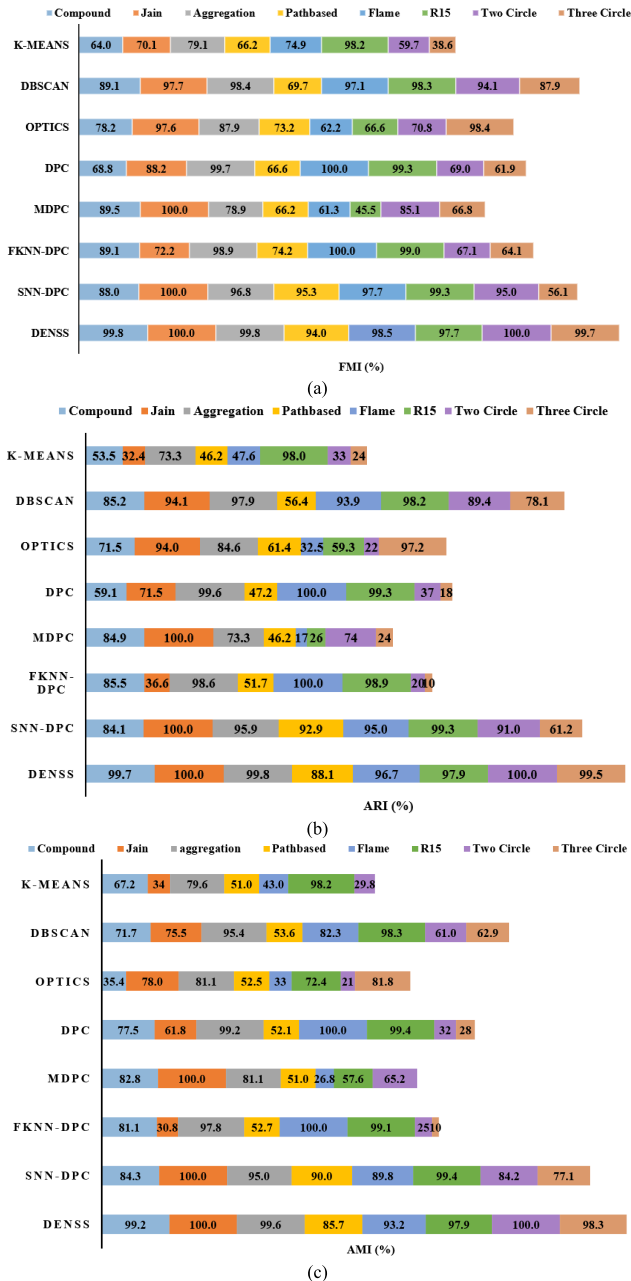 Compound Jain Aggregation Pathbased Flame R15 Two Circle Three Circle
K-MEANS 64.0 70.1 79.1 66.2 74.9 98.2 59.7 38.6
DBSCAN 89.1 97.7 98.4 69.7 97.1 98.3 94.1 87.9
OPTICS 78.2 97.6 87.9 73.2 62.2 66.6 70.8 98.4
DPC 68.8 88.2 99.7 66.6 100.0 99.3 69.0 61.9
MDPC 89.5 100.0 78.9 66.2 61.3 45.5 85.1 66.8
FKNN-DPC 89.1 72.2 98.9 74.2 100.0 99.0 67.1 64.1
SNN-DPC 88.0 100.0 96.8 95.3 97.7 99.3 95.0 56.1
DENSS 99.8 100.0 99.8 94.0 98.5 97.7 100.0 99.7
FMI (%)
(a)
Compound Jain Aggregation Pathbased Flame R15 Two Circle Three Circle
K-MEANS 53.5 32.4 73.3 46.2 47.6 98.0 33 24
DBSCAN 85.2 94.1 97.9 56.4 93.9 98.2 89.4 78.1
OPTICS 71.5 94.0 84.6 61.4 32.5 59.3 22 97.2
DPC 59.1 71.5 99.6 47.2 100.0 99.3 37 18
MDPC 84.9 100.0 73.3 46.2 17 26 74 24
FKNN-
DPC 85.5 36.6 98.6 51.7 100.0 98.9 20 10
SNN-DPC 84.1 100.0 95.9 92.9 95.0 99.3 91.0 61.2
DENSS 99.7 100.0 99.8 88.1 96.7 97.9 100.0 99.5
ARI (%)
(b)
Compound Jain aggregation Pathbased Flame R15 Two Circle Three Circle
K-MEANS 67.2 34 79.6 51.0 43.0 98.2 29.8
DBSCAN 71.7 75.5 95.4 53.6 82.3 98.3 61.0 62.9
OPTICS 35.4 78.0 81.1 52.5 33 72.4 21 81.8
DPC 77.5 61.8 99.2 52.1 100.0 99.4 32 28
MDPC 82.8 100.0 81.1 51.0 26.8 57.6 65.2
FKNN-DPC 81.1 30.8 97.8 52.7 100.0 99.1 25 10
SNN-DPC 84.3 100.0 95.0 90.0 89.8 99.4 84.2 77.1
DENSS 99.2 100.0 99.6 85.7 93.2 97.9 100.0 98.3
AMI (%)
(c)